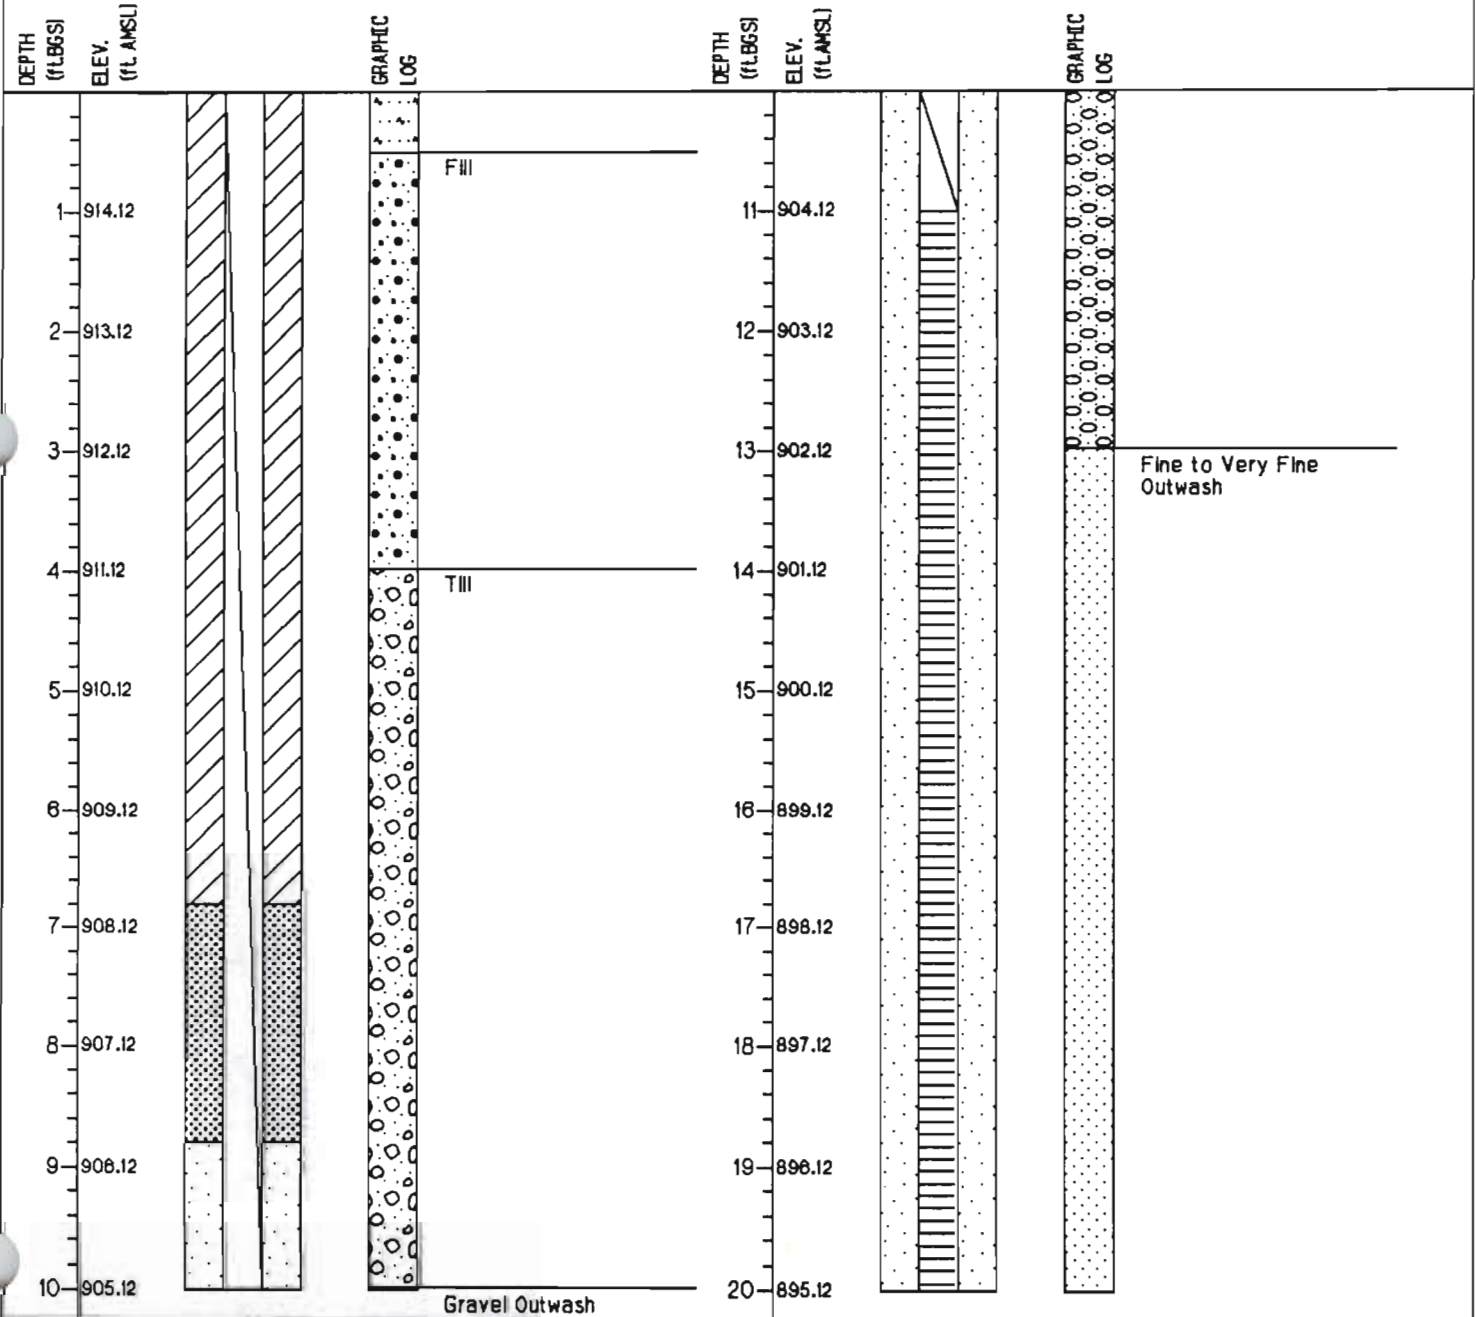 DEPTH
(ft.BGS)
ELEV.
(ft. AMSL)
GRAPHIC
LOG
Fill
1 914.12
2 913.12
3 912.12
4 911.12
Till
5 910.12
6 909.12
7 908.12
8 907.12
9 906.12
10 905.12
Gravel Outwash
DEPTH
(ft.BGS)
ELEV.
(ft.AMSL)
GRAPHIC
LOG
11 904.12
12 903.12
13 902.12
Fine to Very Fine
Outwash
14 901.12
15 900.12
16 899.12
17 898.12
18 897.12
19 896.12
20 895.12